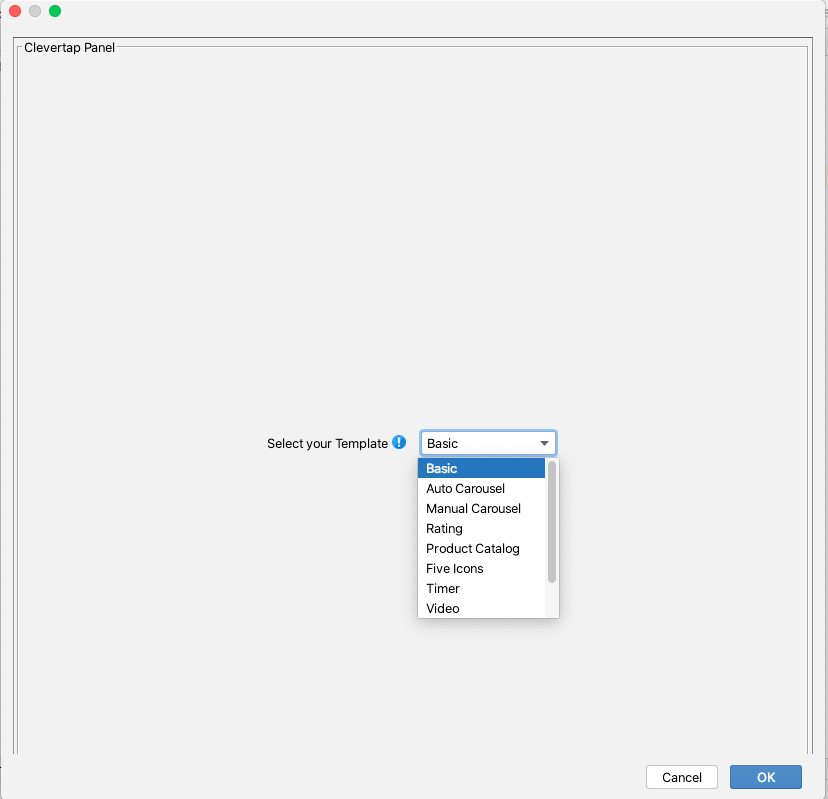 Clevertap Panel
Select your Template
Basic
Basic
Auto Carousel
Manual Carousel
Rating
Product Catalog
Five Icons
Timer
Video
Cancel
OK